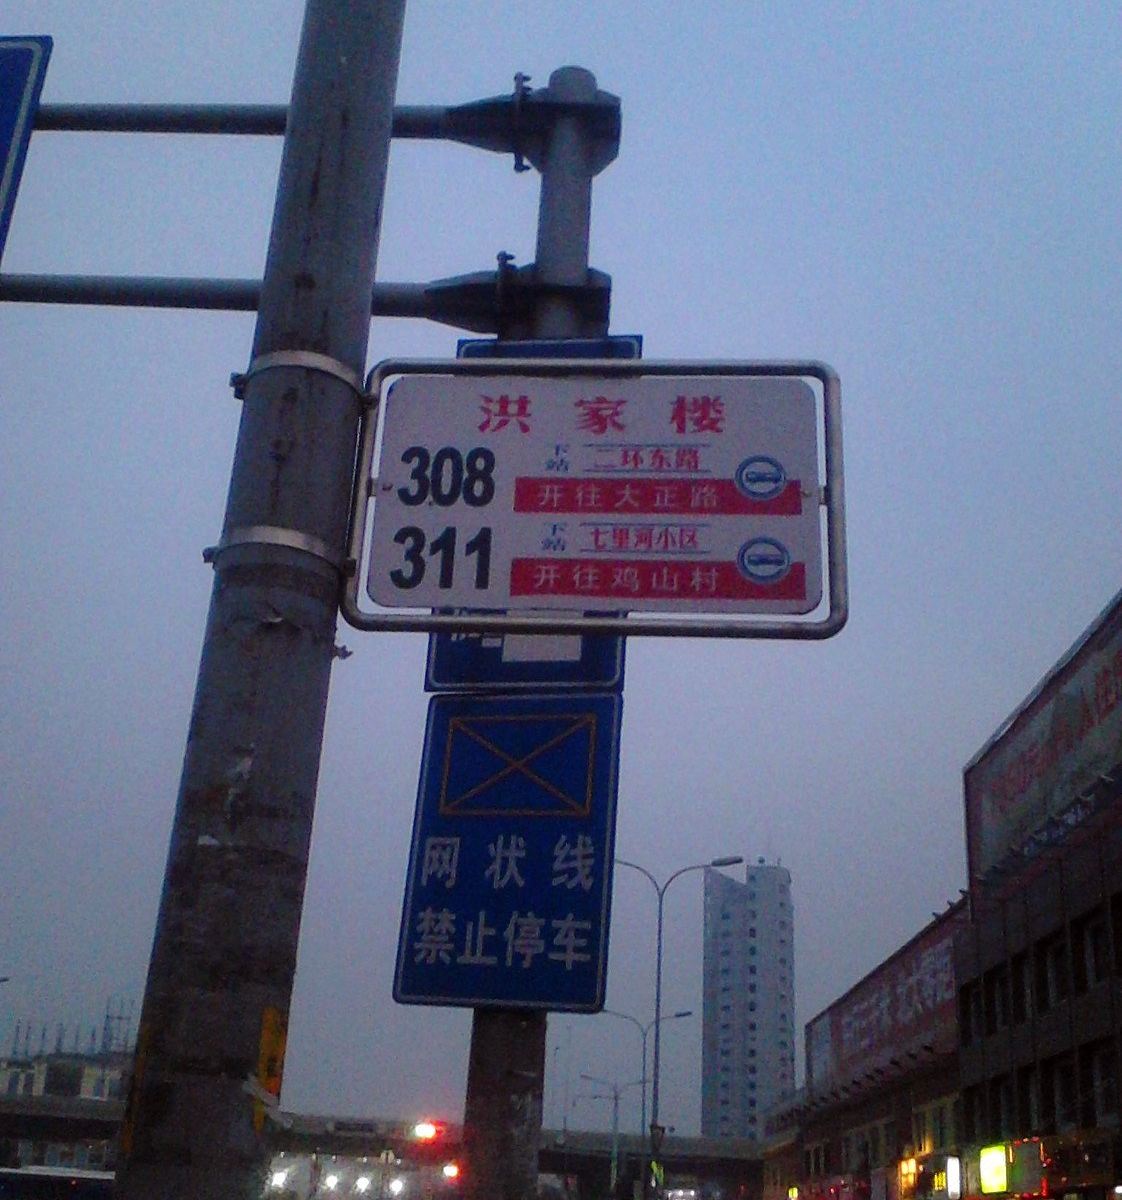 洪家楼
308 下站 二环东路
开往大正路
311 下站 七里河小区
开往鸡山村
网状线
禁止停车